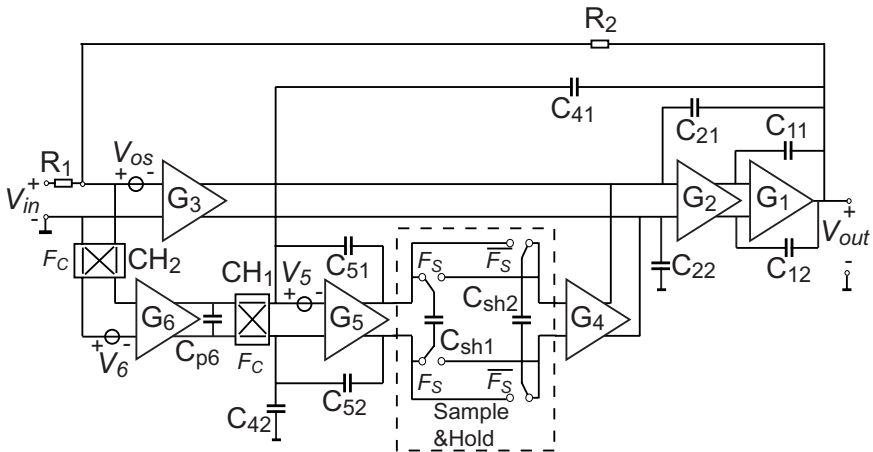 R2
C41
C21
C11
R1
Vos
+ -
G3
G2
G1
+
Vin
-
+
Vout
-
FC
CH2
CH1
V5
+ -
C51
FS
FS
C22
C12
G6
G5
Csh2
G4
+ -
V6
Cp6
FC
Csh1
C52
FS
FS
C42
Sample
&Hold